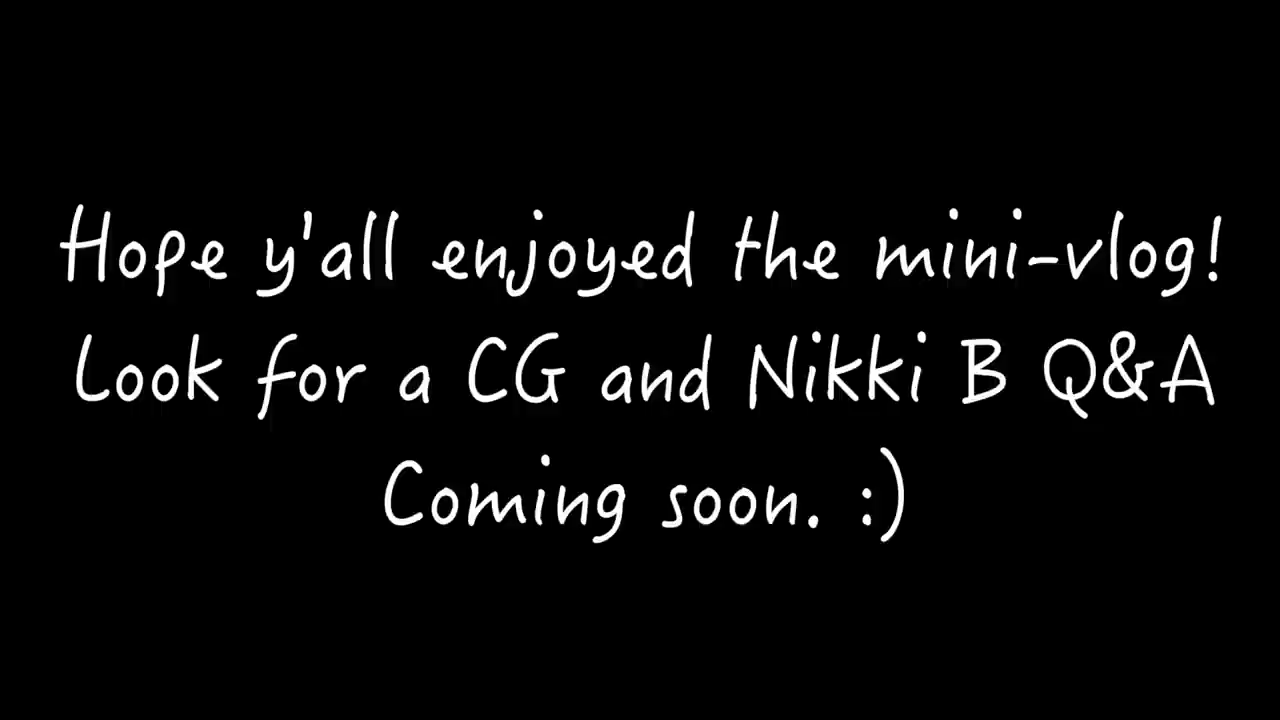 Hope y'all enjoyed the mini-vlog!
Look for a CG and Nikki B Q&A
Coming soon. :)